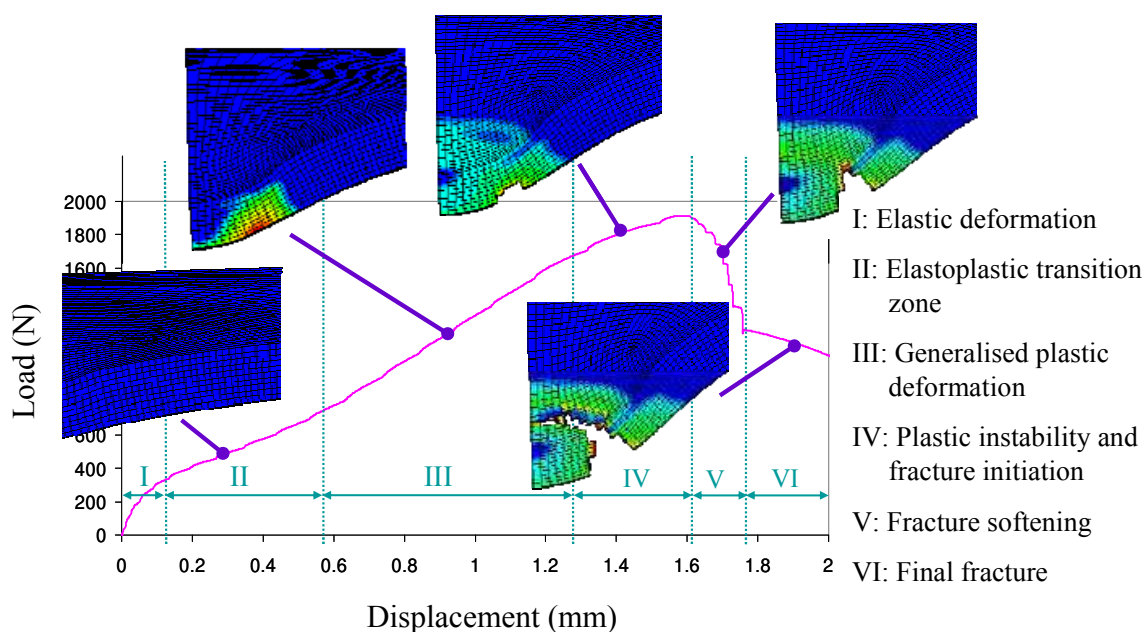 2000
1800
1600
600
400
200
0
Load (N)
I
II
III
IV
V
VI
0
0.2
0.4
0.6
0.8
1
1.2
1.4
1.6
1.8
2
Displacement (mm)
I: Elastic deformation
II: Elastoplastic transition
zone
III: Generalised plastic
deformation
IV: Plastic instability and
fracture initiation
V: Fracture softening
VI: Final fracture